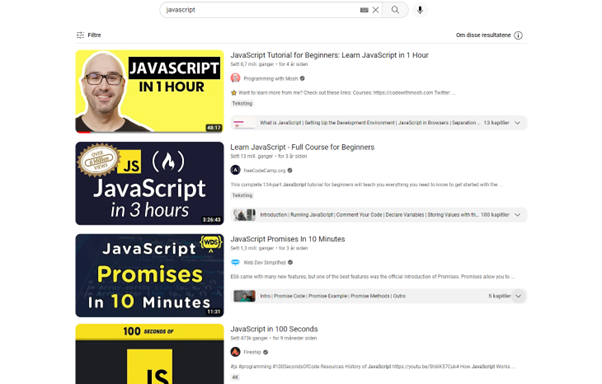 javascript
Filtre
Om disse resultatene
JAVASCRIPT
IN 1 HOUR
48:17
JavaScript Tutorial for Beginners: Learn JavaScript in 1 Hour
Sett 8,7 mill. ganger • for 4 år siden
Programming with Mosh
Want to learn more from me? Check out these links: Courses: https://codewithmosh.com Twitter: ...
Teksting
What is JavaScript | Setting Up the Development Environment | JavaScript in Browsers | Separation ...
13 kapitler
OVER
VIEWS
JS
JavaScript
in 3 hours
3:26:43
Learn JavaScript - Full Course for Beginners
Sett 13 mill. ganger • for 3 år siden
freeCodeCamp.org
This complete 134-part JavaScript tutorial for beginners will teach you everything you need to know to get started with the ...
Teksting
Introduction | Running JavaScript | Comment Your Code | Declare Variables | Storing Values with th...
100 kapitler
JavaScript
WDS
Promises
In 10 Minutes
11:31
JavaScript Promises In 10 Minutes
Sett 1,3 mill. ganger • for 3 år siden
Web Dev Simplified
ES6 came with many new features, but one of the best features was the official introduction of Promises. Promises allow you to ...
Intro | Promise Code | Promise Example | Promise Methods | Outro
5 kapitler
100 SECONDS OF
JS
JavaScript in 100 Seconds
Sett 473k ganger • for 9 måneder siden
Fireship
#js #programming #100SecondsOfCode Resources History of JavaScript
How JavaScript Works ...
4K